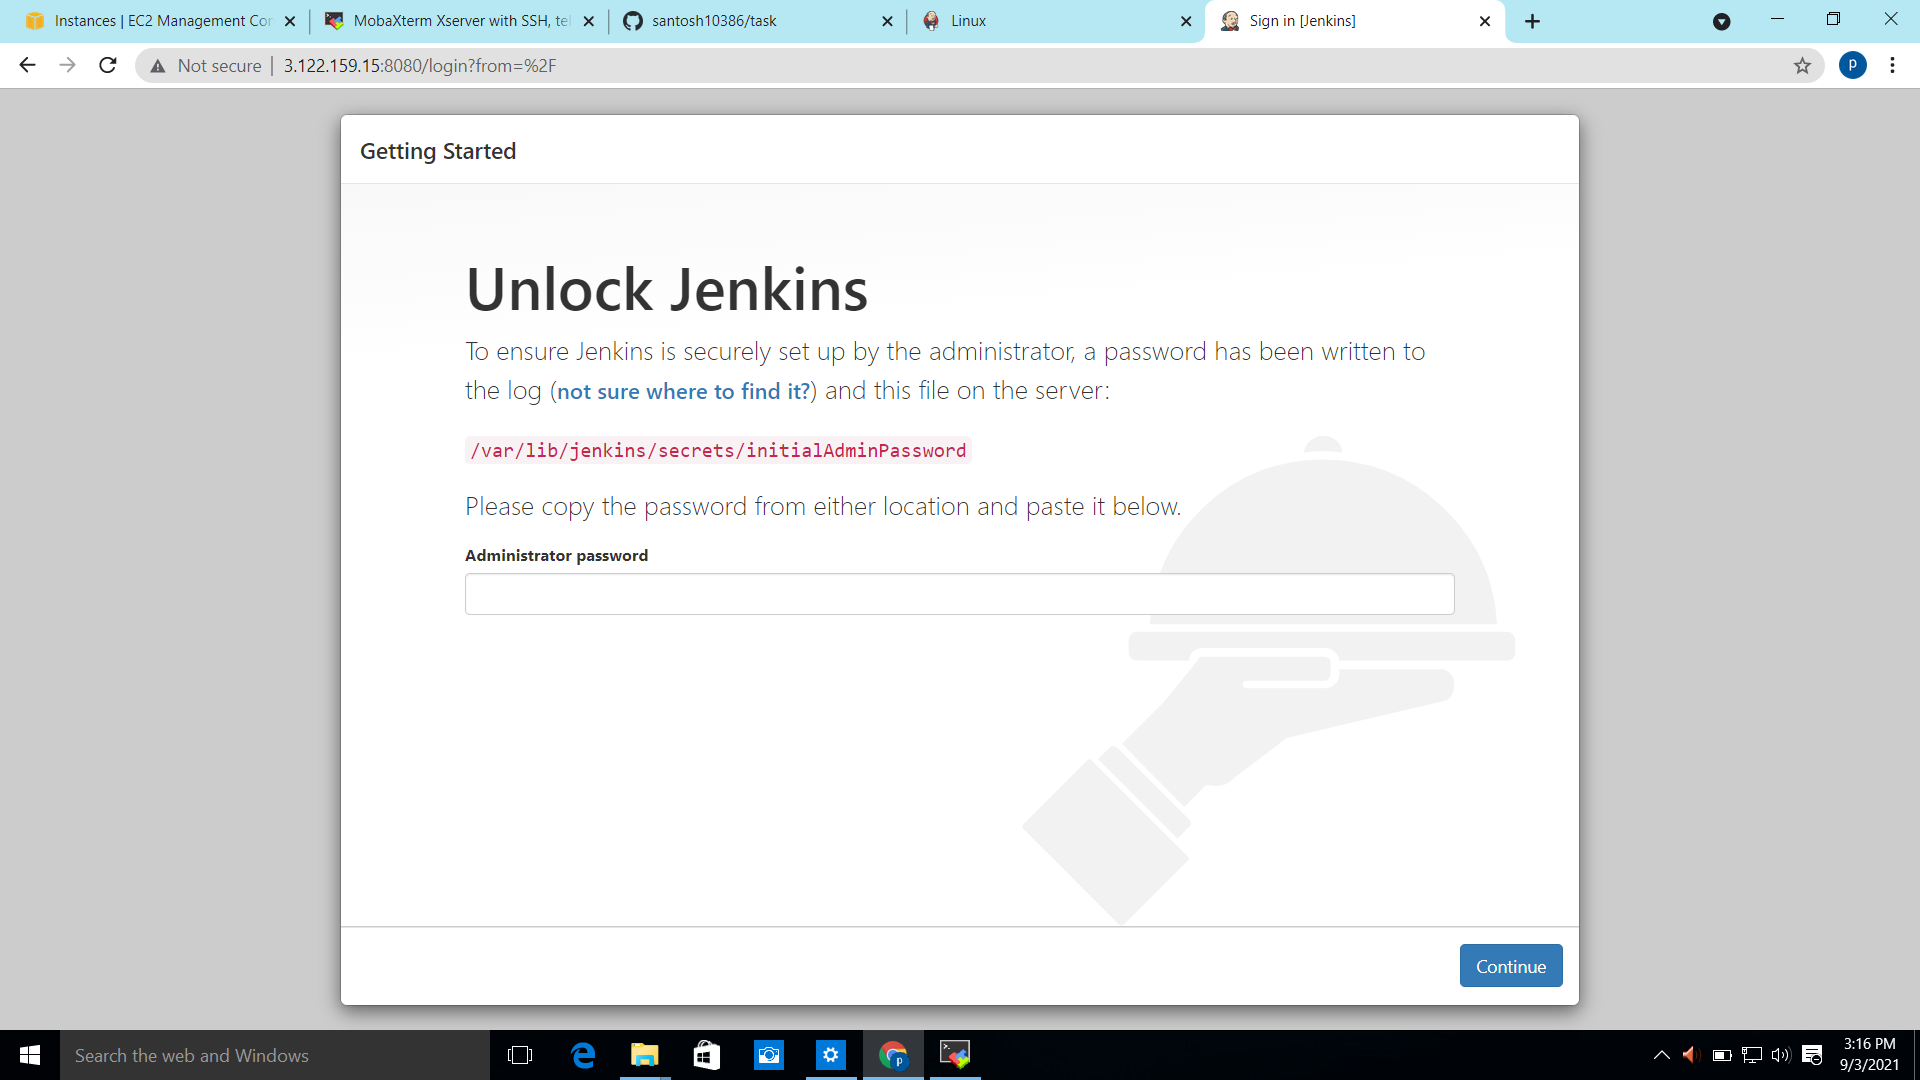 Instances | EC2 Management Con
MobaXterm Xserver with SSH, tel
santosh10386/task
Linux
Sign in [Jenkins]
Not secure
3.122.159.15:8080/login?from=%2F
p
Getting Started
Unlock Jenkins
To ensure Jenkins is securely set up by the administrator, a password has been written to
the log (not sure where to find it?) and this file on the server:
/var/lib/jenkins/secrets/initialAdminPassword
Please copy the password from either location and paste it below.
Administrator password
Continue
Search the web and Windows
p
3:16 PM
9/3/2021